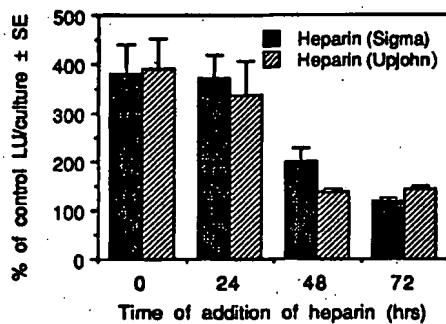 % of control LU/culture ± SE
500
400
300
200
100
0
Heparin (Sigma)
Heparin (Upjohn)
0 24 48 72
Time of addition of heparin (hrs)